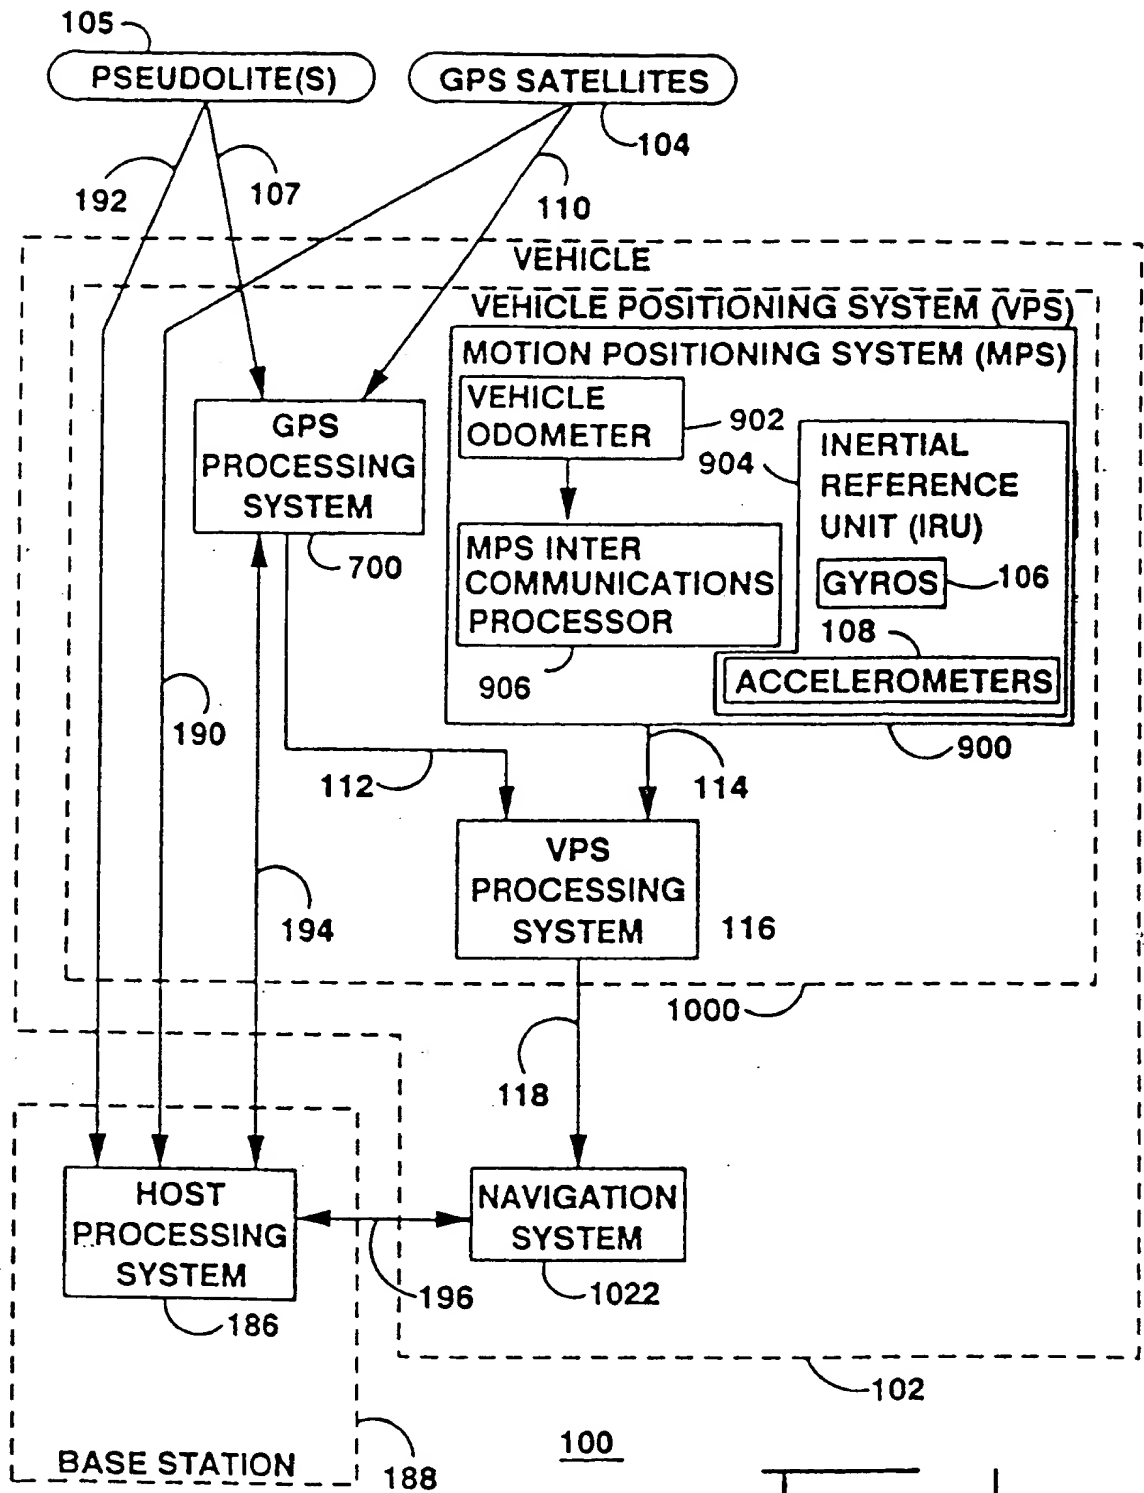 105
PSEUDOLITE(S)
GPS SATELLITES
104
192
107
110
VEHICLE
VEHICLE POSITIONING SYSTEM (VPS)
MOTION POSITIONING SYSTEM (MPS)
VEHICLE
ODOMETER
902
904
INERTIAL
REFERENCE
UNIT (IRU)
GPS
PROCESSING
SYSTEM
700
MPS INTER
COMMUNICATIONS
PROCESSOR
906
GYROS
106
108
ACCELEROMETERS
900
190
112
114
VPS
PROCESSING
SYSTEM
116
194
1000
118
HOST
PROCESSING
SYSTEM
186
NAVIGATION
SYSTEM
1022
196
102
100
BASE STATION
188